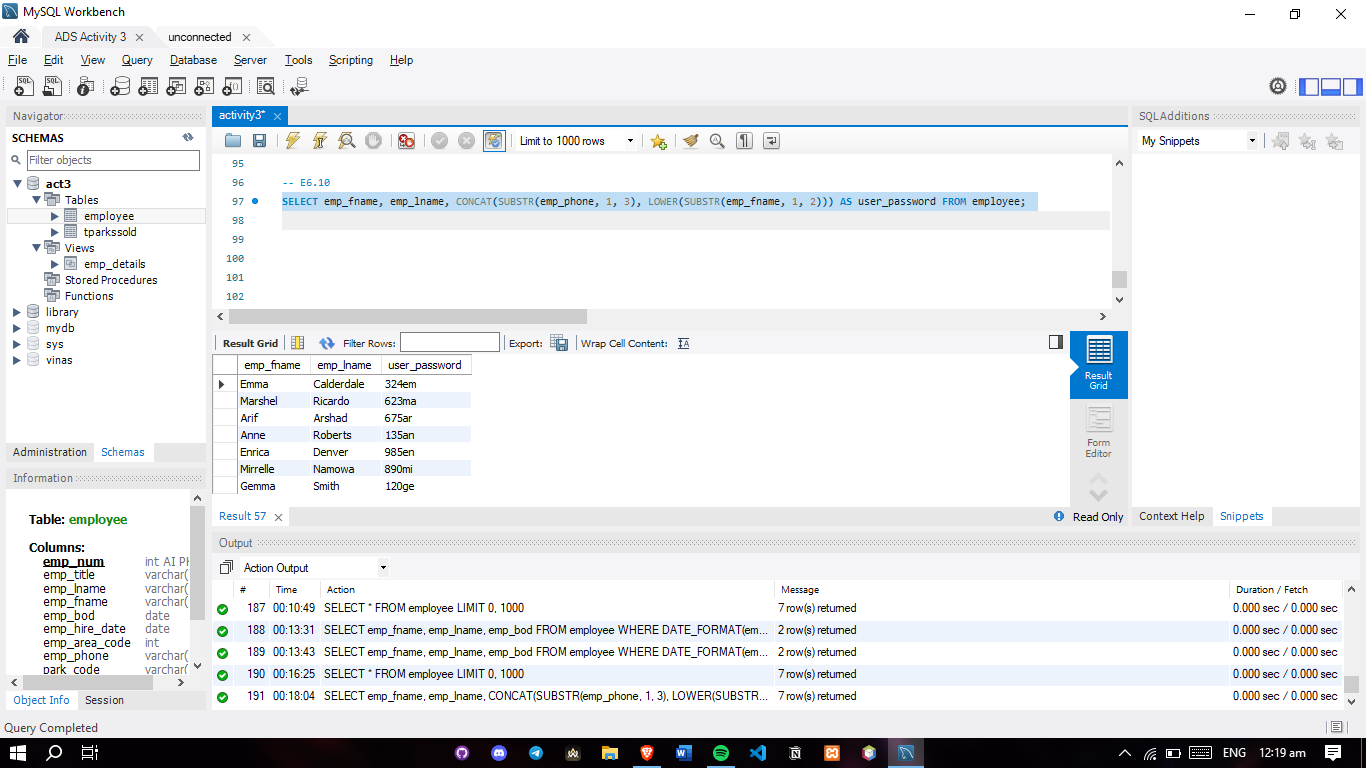 MySQL Workbench
ADS Activity 3
unconnected
File Edit View Query Database Server Tools Scripting Help
Navigator
SCHEMAS
Filter objects
act3
Tables
employee
tparkssold
Views
emp_details
Stored Procedures
Functions
library
mydb
sys
vinas
Administration Schemas
Information
Table: employee
Columns:
emp_num int AI P
emp_title varchar(
emp_lname varchar(
emp_fname varchar(
emp_bod date
emp_hire_date date
emp_area_code int
emp_phone varchar(
park_code varchar(
Object Info Session
activity3*
Limit to 1000 rows
95
96 -- E6.10
97 SELECT emp_fname, emp_lname, CONCAT(SUBSTR(emp_phone, 1, 3), LOWER(SUBSTR(emp_fname, 1, 2))) AS user_password FROM employee;
98
99
100
101
102
Result Grid Filter Rows: Export: Wrap Cell Content:
emp_fname emp_lname user_password
Emma Calderdale 324em
Marshel Ricardo 623ma
Arif Arshad 675ar
Anne Roberts 135an
Enrica Denver 985en
Mirrelle Namowa 890mi
Gemma Smith 120ge
Result Grid
Form Editor
Result 57
Read Only
SQLAdditions
My Snippets
Context Help Snippets
Output
Action Output
# Time Action Message Duration / Fetch
187 00:10:49 SELECT * FROM employee LIMIT 0, 1000 7 row(s) returned 0.000 sec / 0.000 sec
188 00:13:31 SELECT emp_fname, emp_lname, emp_bod FROM employee WHERE DATE_FORMAT(em... 2 row(s) returned 0.000 sec / 0.000 sec
189 00:13:43 SELECT emp_fname, emp_lname, emp_bod FROM employee WHERE DATE_FORMAT(em... 2 row(s) returned 0.000 sec / 0.000 sec
190 00:16:25 SELECT * FROM employee LIMIT 0, 1000 7 row(s) returned 0.000 sec / 0.000 sec
191 00:18:04 SELECT emp_fname, emp_lname, CONCAT(SUBSTR(emp_phone, 1, 3), LOWER(SUBSTR... 7 row(s) returned 0.000 sec / 0.000 sec
Query Completed
ENG 12:19 am